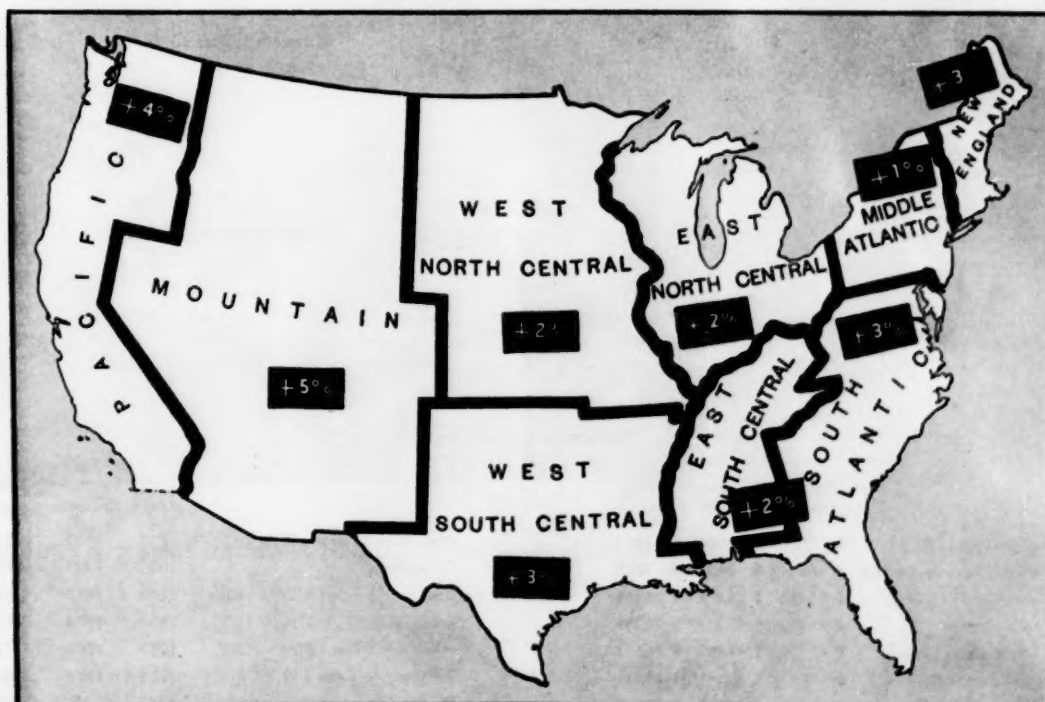 +4%
PACIFIC
MOUNTAIN
+5%
WEST
NORTH CENTRAL
+2%
WEST
SOUTH CENTRAL
+3%
EAST
NORTH CENTRAL
+2%
EAST
SOUTH CENTRAL
+2%
SOUTH
ATLANTIC
+3%
MIDDLE
ATLANTIC
+1%
NEW
ENGLAND
+3